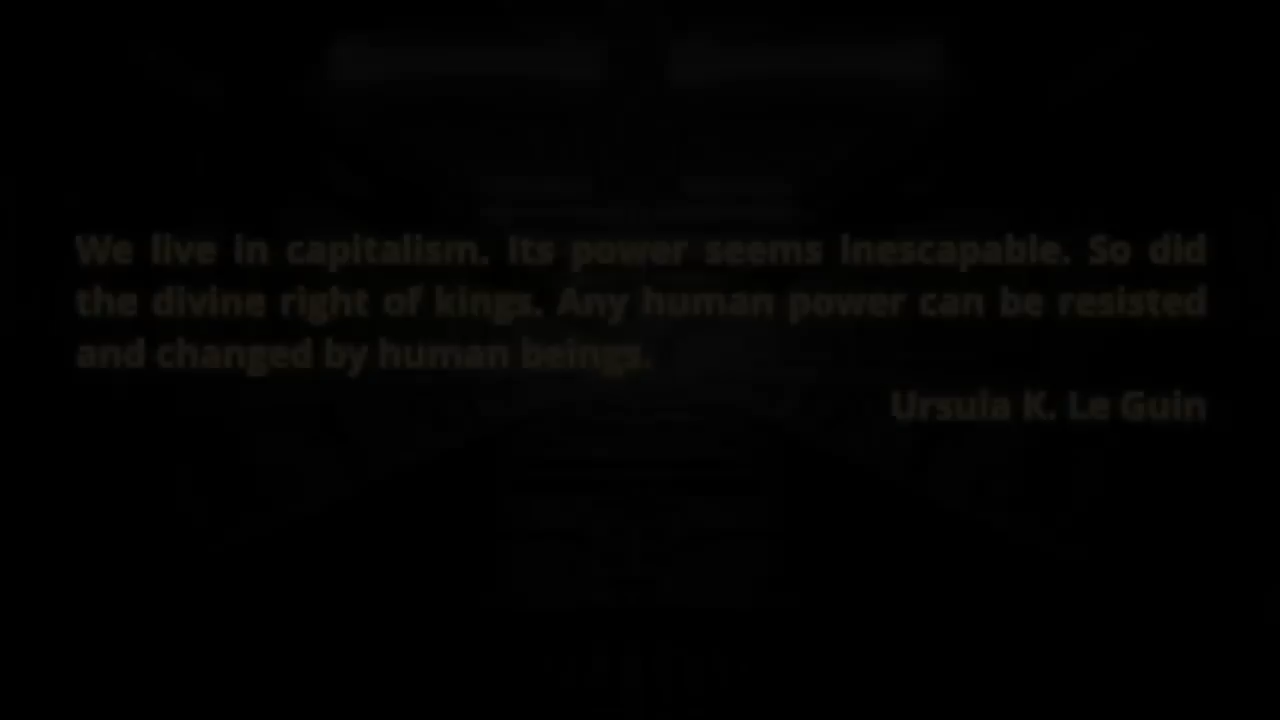 We live in capitalism. Its power seems inescapable. So did
the divine right of kings. Any human power can be resisted
and changed by human beings.
Ursula K. Le Guin